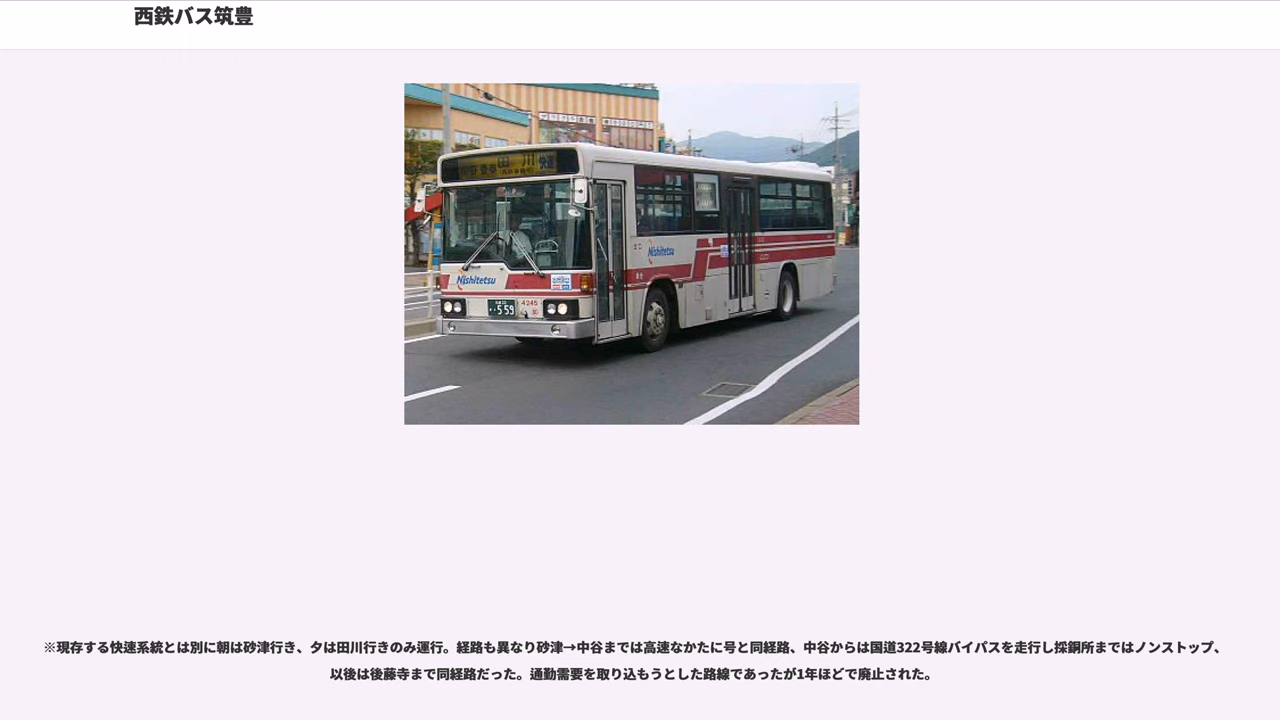 西鉄バス筑豊
田川 快速
Nishitetsu
Nishitetsu
4245
559
※現存する快速系統とは別に朝は砂津行き、夕は田川行きのみ運行。経路も異なり砂津→中谷までは高速なかたに号と同経路、中谷からは国道322号線バイパスを走行し採銅所まではノンストップ、
以後は後藤寺まで同経路だった。通勤需要を取り込もうとした路線であったが1年ほどで廃止された。